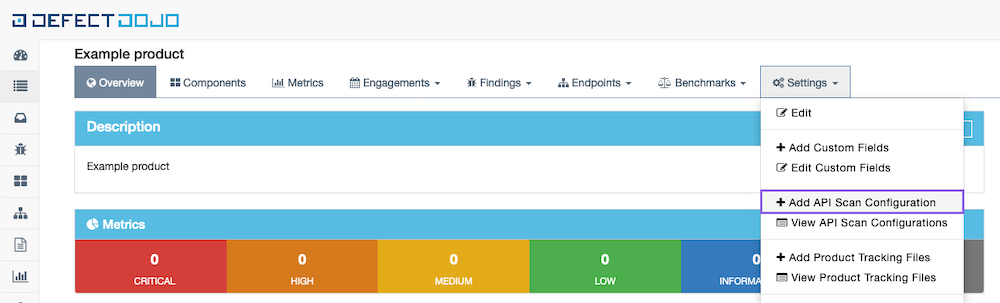 DEFECTDOJO
Example product
Overview Components Metrics Engagements Findings Endpoints Benchmarks Settings
Edit
Description
Add Custom Fields
Example product
Edit Custom Fields
Add API Scan Configuration
View API Scan Configurations
Metrics
Add Product Tracking Files
View Product Tracking Files
0 0 0 0 0
CRITICAL HIGH MEDIUM LOW